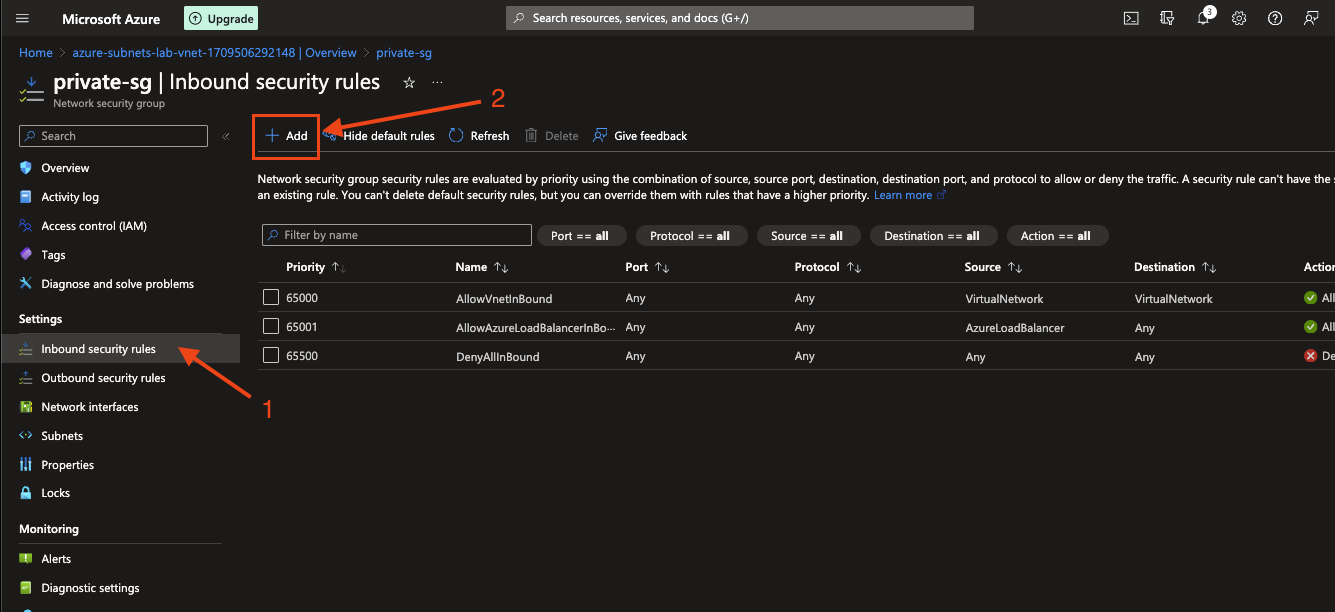 Microsoft Azure
Upgrade
Search resources, services, and docs (G+/)
3
Home > azure-subnets-lab-vnet-1709506292148 | Overview > private-sg
private-sg | Inbound security rules
...
Network security group
2
Search
«
Add
Hide default rules
Refresh
Delete
Give feedback
Overview
Activity log
Access control (IAM)
Tags
Diagnose and solve problems
Settings
Inbound security rules
1
Outbound security rules
Network interfaces
Subnets
Properties
Locks
Monitoring
Alerts
Diagnostic settings
Network security group security rules are evaluated by priority using the combination of source, source port, destination, destination port, and protocol to allow or deny the traffic. A security rule can't have the s
an existing rule. You can't delete default security rules, but you can override them with rules that have a higher priority. Learn more
Filter by name
Port == all
Protocol == all
Source == all
Destination == all
Action == all
Priority ↑↓ Name ↑↓ Port ↑↓ Protocol ↑↓ Source ↑↓ Destination ↑↓ Action
65000 AllowVnetInBound Any Any VirtualNetwork VirtualNetwork All
65001 AllowAzureLoadBalancerInBo··· Any Any AzureLoadBalancer Any All
65500 DenyAllInBound Any Any Any Any De